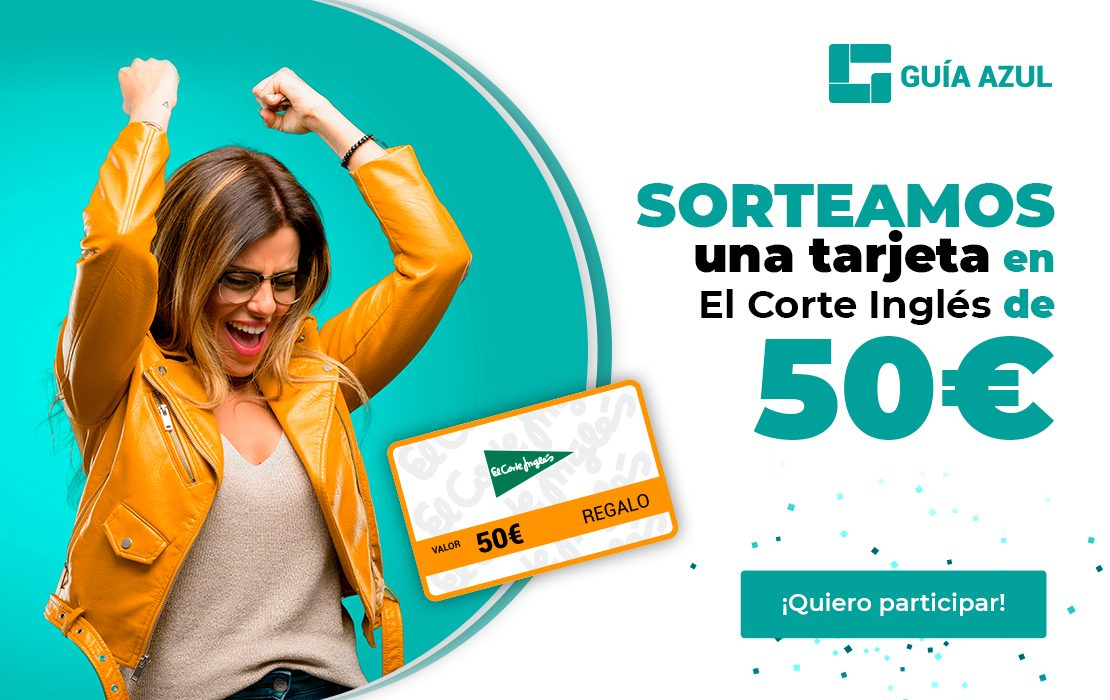 GUÍA AZUL
SORTEAMOS
una tarjeta en
El Corte Inglés de
50€
El Corte Inglés
VALOR 50€ REGALO
¡Quiero participar!